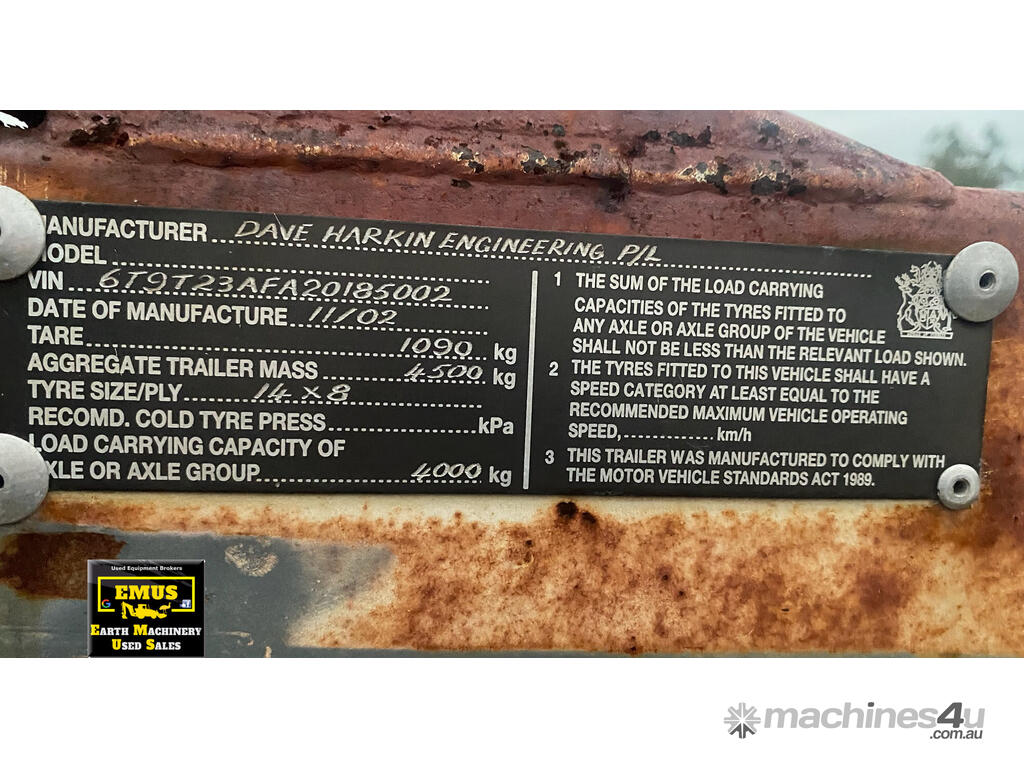 MANUFACTURER DAVE HARKIN ENGINEERING P/L
MODEL
VIN 6T9T23AFA20185002
DATE OF MANUFACTURE 11/02
TARE 1090 kg
AGGREGATE TRAILER MASS 4500 kg
TYRE SIZE/PLY 14 X 8
RECOMD. COLD TYRE PRESS kPa
LOAD CARRYING CAPACITY OF
AXLE OR AXLE GROUP 4000 kg
1 THE SUM OF THE LOAD CARRYING
CAPACITIES OF THE TYRES FITTED TO
ANY AXLE OR AXLE GROUP OF THE VEHICLE
SHALL NOT BE LESS THAN THE RELEVANT LOAD SHOWN.
2 THE TYRES FITTED TO THIS VEHICLE SHALL HAVE A
SPEED CATEGORY AT LEAST EQUAL TO THE
RECOMMENDED MAXIMUM VEHICLE OPERATING
SPEED, km/h
3 THIS TRAILER WAS MANUFACTURED TO COMPLY WITH
THE MOTOR VEHICLE STANDARDS ACT 1989.
Used Equipment Brokers
EMUS
EARTH MACHINERY
USED SALES
machines4u
.com.au